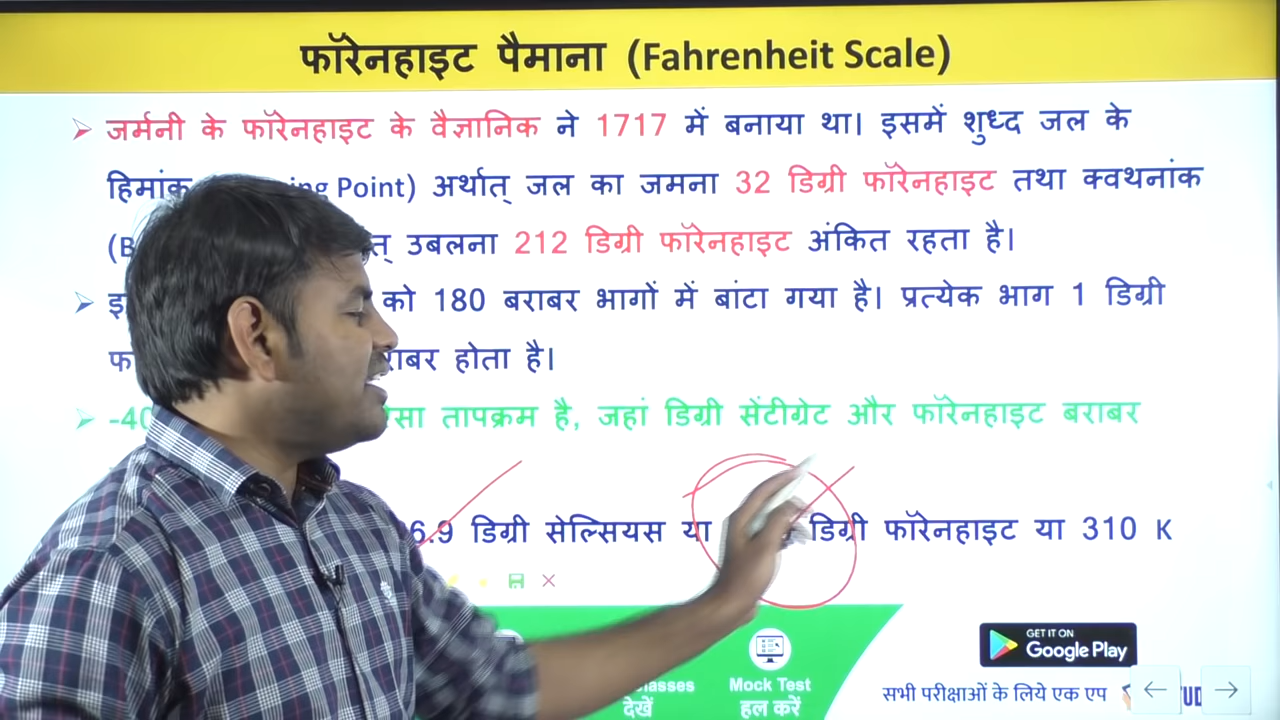 फॉरेनहाइट पैमाना (Fahrenheit Scale)
जर्मनी के फॉरेनहाइट के वैज्ञानिक ने 1717 में बनाया था। इसमें शुध्द जल के
हिमांक Point) अर्थात् जल का जमना 32 डिग्री फॉरेनहाइट तथा क्वथनांक
उबलना 212 डिग्री फॉरेनहाइट अंकित रहता है।
को 180 बराबर भागों में बांटा गया है। प्रत्येक भाग 1 डिग्री
होता है।
तापक्रम है, जहां डिग्री सेंटीग्रेट और फॉरेनहाइट बराबर
6.9 डिग्री सेल्सियस या डिग्री फॉरेनहाइट या 310 K
देखें
Mock Test
हल करें
GET IT ON
Google Play
सभी परीक्षाओं के लिये एक एप